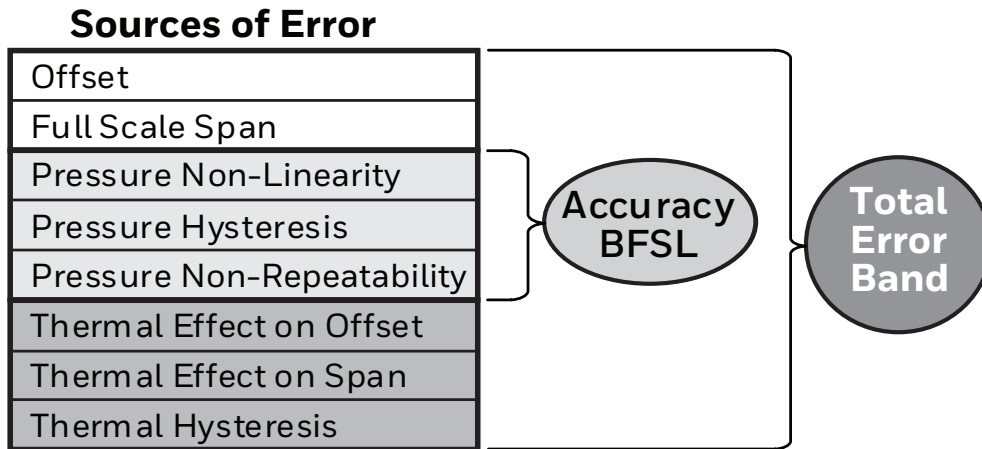 Sources of Error
Offset
Full Scale Span
Pressure Non-Linearity
Pressure Hysteresis
Pressure Non-Repeatability
Thermal Effect on Offset
Thermal Effect on Span
Thermal Hysteresis
Accuracy
BFSL
Total
Error
Band